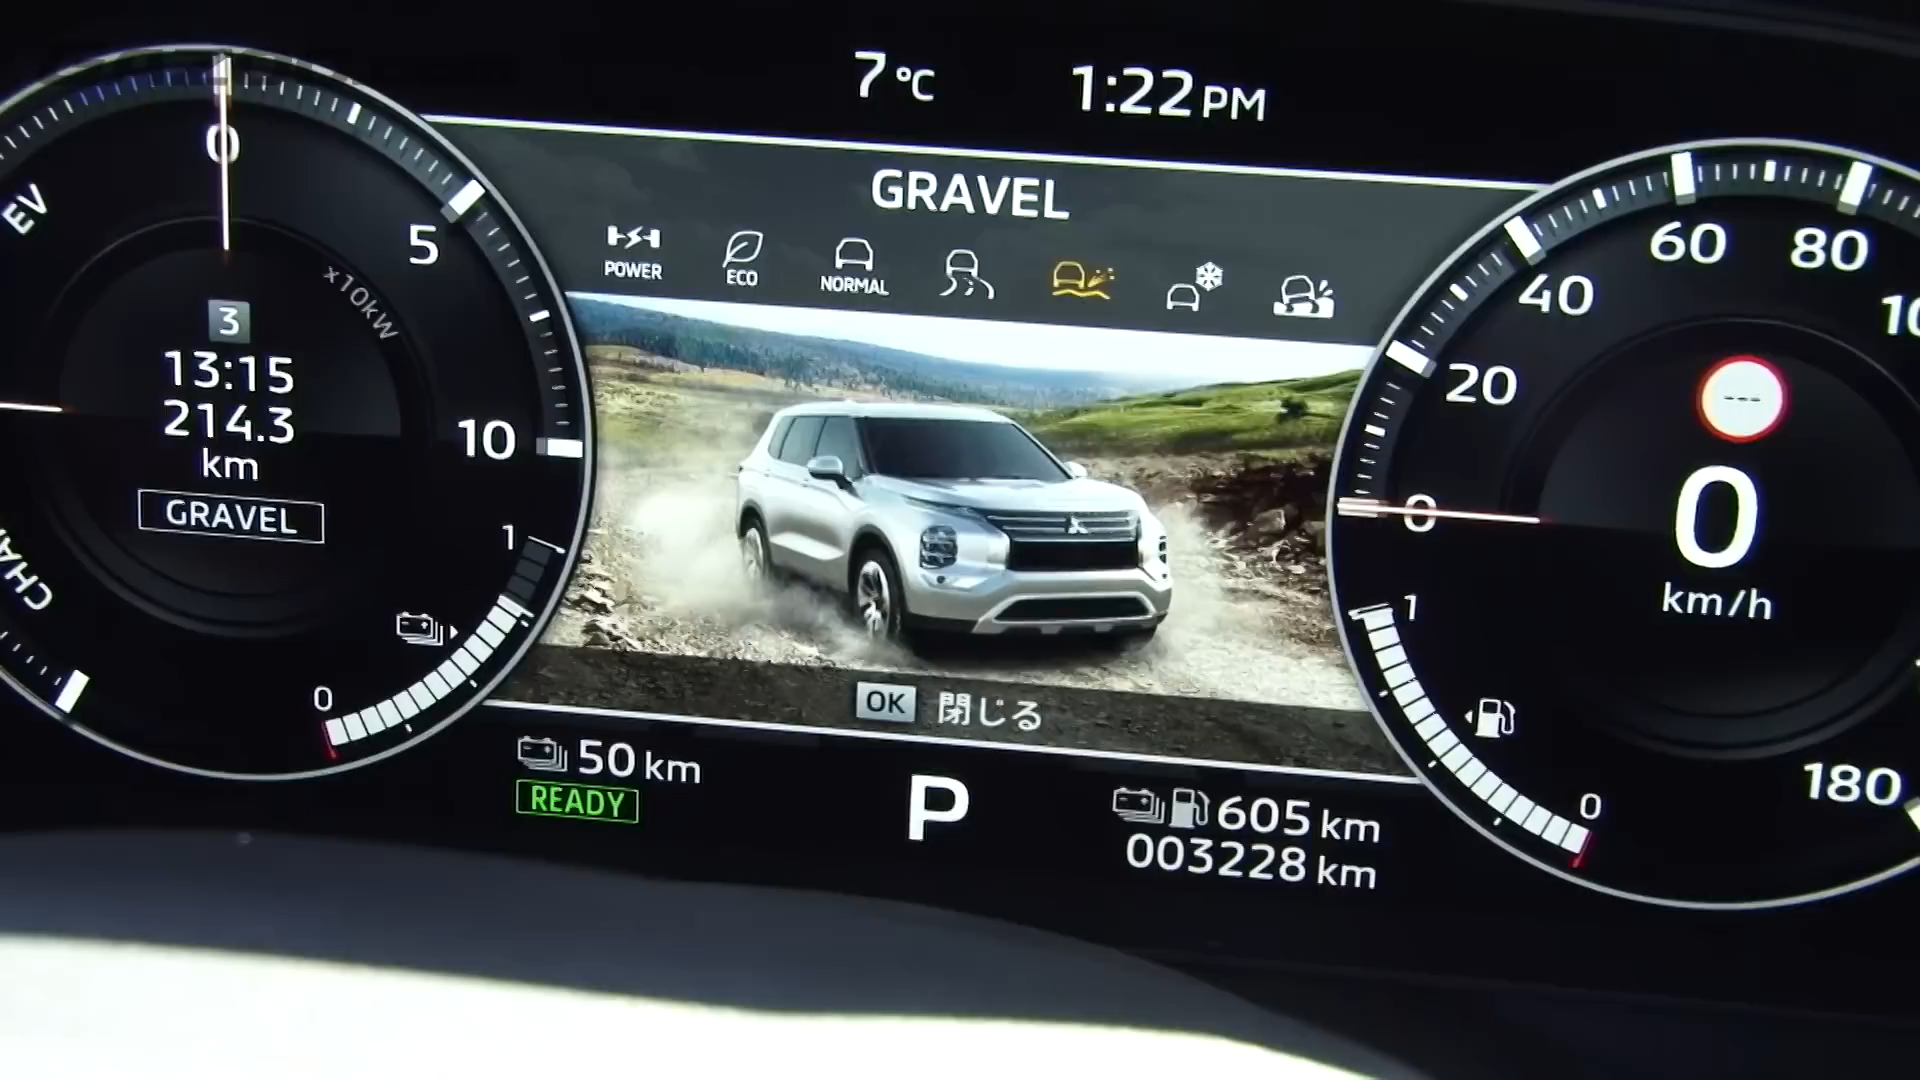 7 °C 1:22 PM
GRAVEL
POWER ECO NORMAL
EV
0
5
10
x10kW
3
13:15
214.3
km
GRAVEL
1
0
OK 閉じる
50 km
READY
P
605 km
003228 km
0
20
40
60
80
180
---
0
km/h
1
0